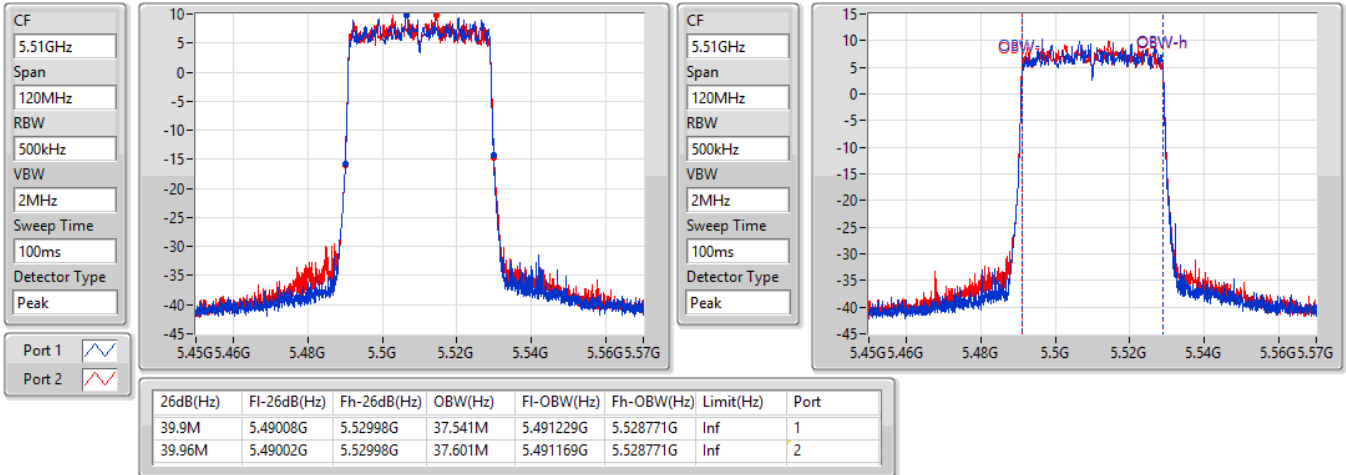 CF
5.51GHz
Span
120MHz
RBW
500kHz
VBW
2MHz
Sweep Time
100ms
Detector Type
Peak
Port 1
Port 2
10
5
0
-5
-10
-15
-20
-25
-30
-35
-40
-45
5.45G 5.46G 5.48G 5.5G 5.52G 5.54G 5.56G 5.57G
CF
5.51GHz
Span
120MHz
RBW
500kHz
VBW
2MHz
Sweep Time
100ms
Detector Type
Peak
15
10
5
0
-5
-10
-15
-20
-25
-30
-35
-40
-45
OBW-l OBW-h
5.45G 5.46G 5.48G 5.5G 5.52G 5.54G 5.56G 5.57G
26dB(Hz) Fl-26dB(Hz) Fh-26dB(Hz) OBW(Hz) Fl-OBW(Hz) Fh-OBW(Hz) Limit(Hz) Port
39.9M 5.49008G 5.52998G 37.541M 5.491229G 5.528771G Inf 1
39.96M 5.49002G 5.52998G 37.601M 5.491169G 5.528771G Inf 2